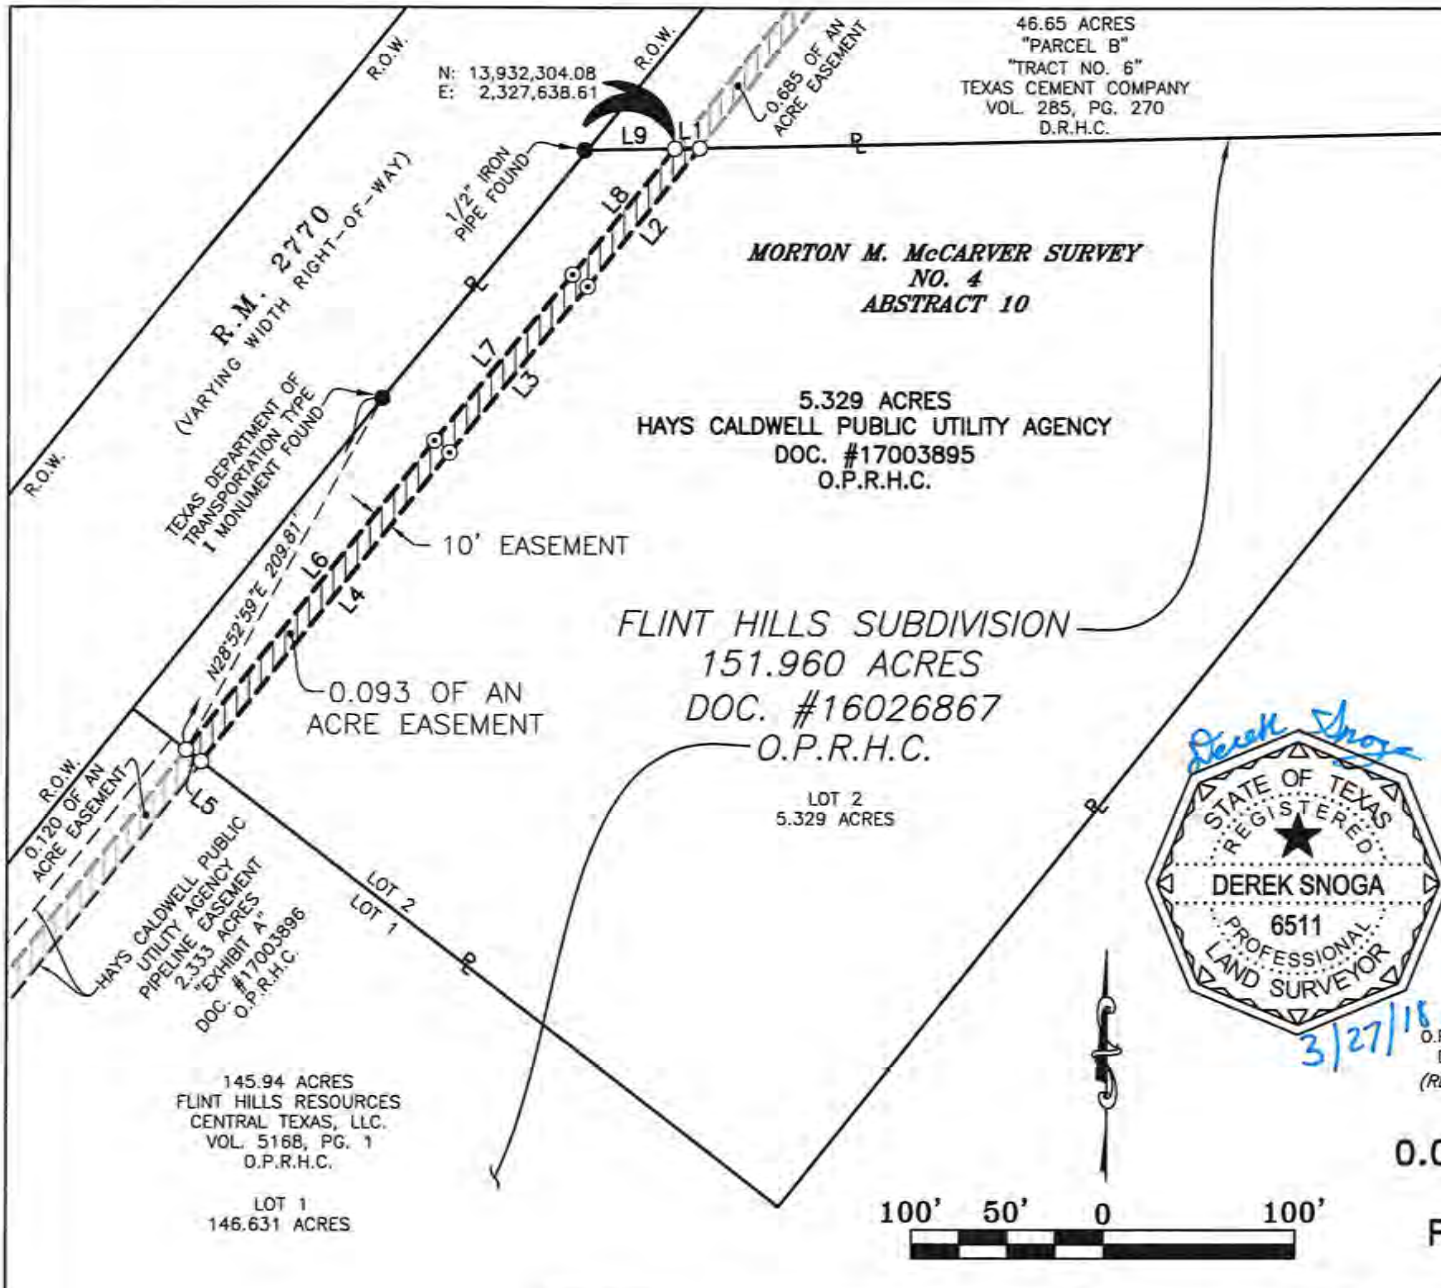 46.65 ACRES
"PARCEL B"
"TRACT NO. 6"
TEXAS CEMENT COMPANY
VOL. 285, PG. 270
D.R.H.C.
R.O.W.
R.O.W.
N: 13,932,304.08
E: 2,327,638.61
0.685 OF AN
ACRE EASEMENT
L9
L1
1/2" IRON
PIPE FOUND
R.M. 2770
(VARYING WIDTH RIGHT-OF-WAY)
L8
L2
MORTON M. McCARVER SURVEY
NO. 4
ABSTRACT 10
TEXAS DEPARTMENT OF
TRANSPORTATION TYPE
I MONUMENT FOUND
L7
L3
5.329 ACRES
HAYS CALDWELL PUBLIC UTILITY AGENCY
DOC. #17003895
O.P.R.H.C.
R.O.W.
10' EASEMENT
L6
L4
N28°52'59"E 209.81'
FLINT HILLS SUBDIVISION
151.960 ACRES
DOC. #16026867
O.P.R.H.C.
0.093 OF AN
ACRE EASEMENT
LOT 2
5.329 ACRES
R.O.W.
0.120 OF AN
ACRE EASEMENT
L5
HAYS CALDWELL PUBLIC
UTILITY AGENCY
PIPELINE EASEMENT
2.333 ACRES
"EXHIBIT A"
DOC. #17003896
O.P.R.H.C.
LOT 2
LOT 1
Derek Snoga
STATE OF TEXAS
REGISTERED
DEREK SNOGA
6511
PROFESSIONAL
LAND SURVEYOR
3/27/18
145.94 ACRES
FLINT HILLS RESOURCES
CENTRAL TEXAS, LLC.
VOL. 5168, PG. 1
O.P.R.H.C.
LOT 1
146.631 ACRES
100' 50' 0 100'